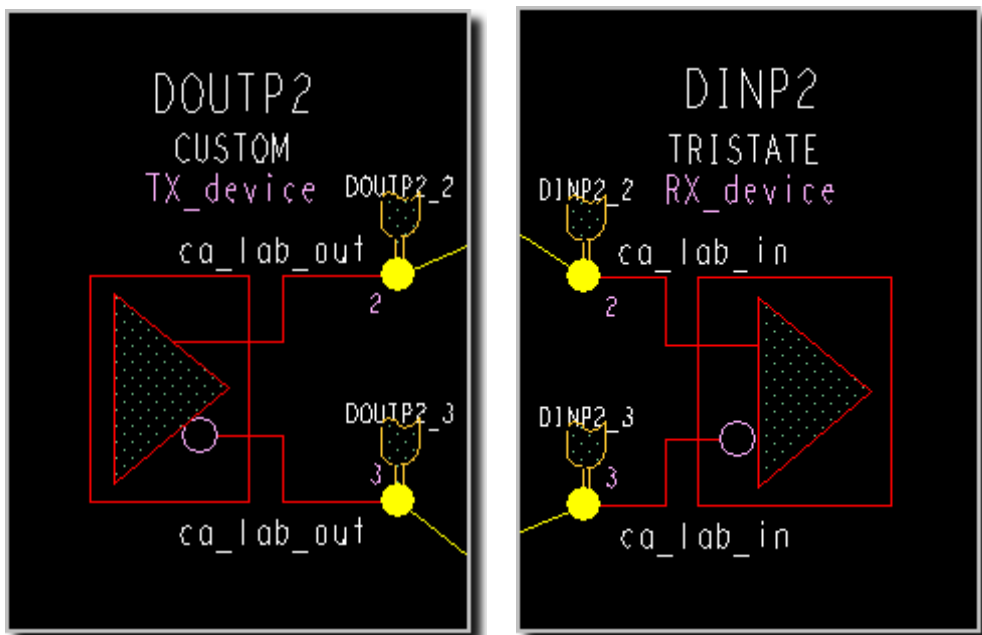 DOUTP2
CUSTOM
TX_device
DOUTP2_2
ca_lab_out
2
DOUTP2_3
3
ca_lab_out
DINP2
TRISTATE
DINP2_2
RX_device
ca_lab_in
2
DINP2_3
3
ca_lab_in